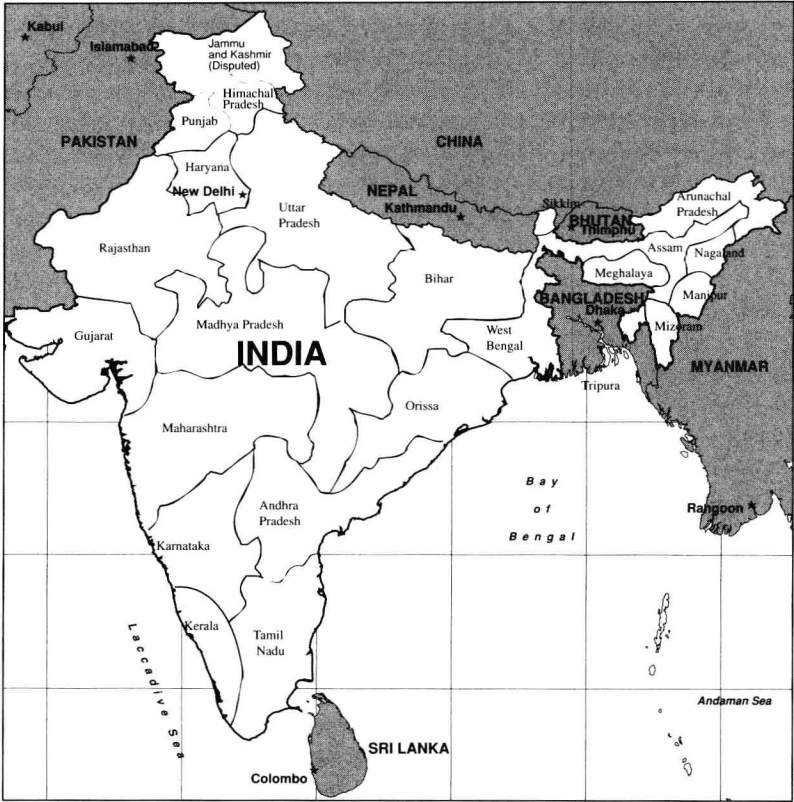 Kabul
Islamabad
Jammu
and Kashmir
(Disputed)
Himachal
Pradesh
Punjab
PAKISTAN
CHINA
Haryana
New Delhi
NEPAL
Kathmandu
Uttar
Pradesh
Sikkim
BHUTAN
Thimphu
Arunachal
Pradesh
Rajasthan
Assam
Nagaland
Bihar
Meghalaya
BANGLADESH
Dhaka
Manipur
Gujarat
Madhya Pradesh
INDIA
West
Bengal
Mizoram
MYANMAR
Tripura
Orissa
Maharashtra
Bay
of
Bengal
Andhra
Pradesh
Rangoon
Karnataka
Kerala
Tamil
Nadu
Laccadive Sea
Andaman Sea
SRI LANKA
Colombo